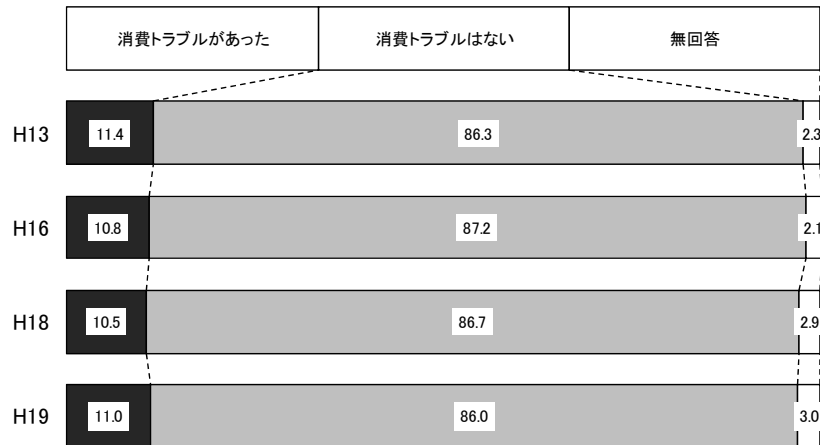 消費トラブルがあった 消費トラブルはない 無回答
H13 11.4 86.3 2.3
H16 10.8 87.2 2.1
H18 10.5 86.7 2.9
H19 11.0 86.0 3.0